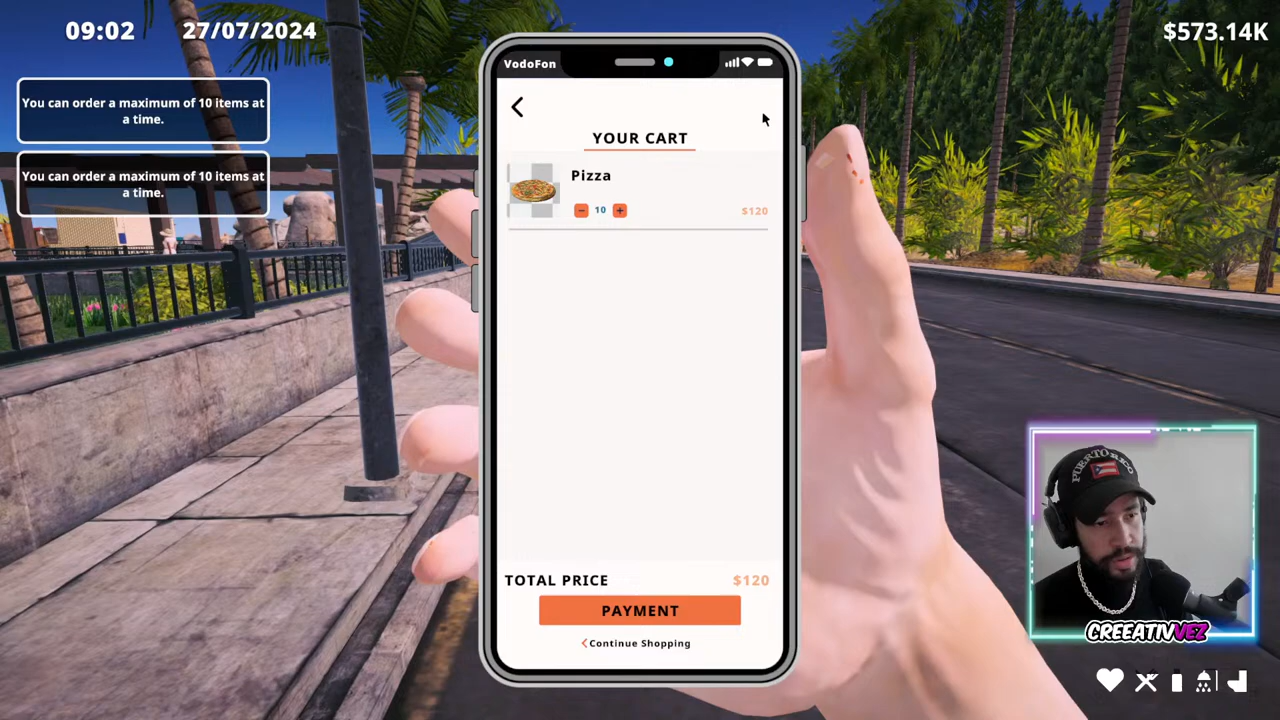 09:02
27/07/2024
$573.14K
You can order a maximum of 10 items at
a time.
You can order a maximum of 10 items at
a time.
VodoFon
YOUR CART
Pizza
10
$120
TOTAL PRICE
$120
PAYMENT
Continue Shopping
PUERTO RICO
CREEATIVVEZ